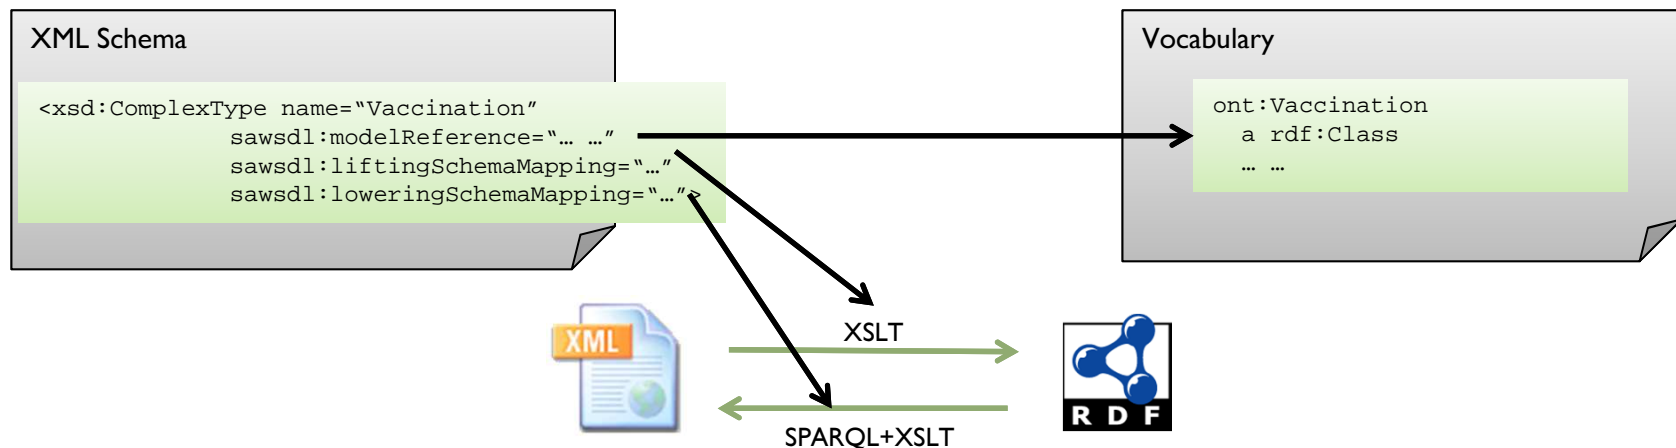 XML Schema
<xsd:ComplexType name=“Vaccination”
sawsdl:modelReference=“… …”
sawsdl:liftingSchemaMapping=“…”
sawsdl:loweringSchemaMapping=“…”>
Vocabulary
ont:Vaccination
a rdf:Class
… …
XML
XSLT
SPARQL+XSLT
RDF